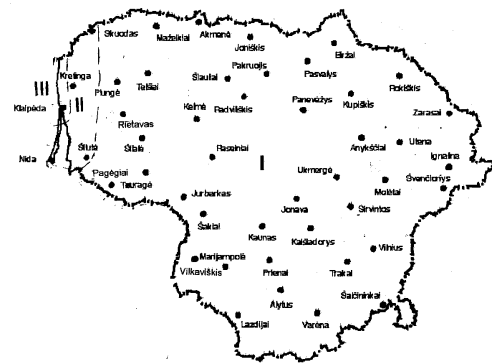 Skuodas
Mažeikiai
Akmenė
Joniškis
Biržai
Kretinga
Plungė
Telšiai
Šiauliai
Pakruojis
Pasvalys
Rokiškis
III
II
Klaipėda
Rietavas
Kelmė
Radviliškis
Panevėžys
Kupiškis
Zarasai
Nida
Šilutė
Šilalė
Raseiniai
I
Anykščiai
Utena
Ignalina
Pagėgiai
Tauragė
Ukmergė
Molėtai
Švenčionys
Jurbarkas
Jonava
Širvintos
Šakiai
Kaunas
Kaišiadorys
Vilnius
Marijampolė
Vilkaviškis
Prienai
Trakai
Alytus
Šalčininkai
Lazdijai
Varėna